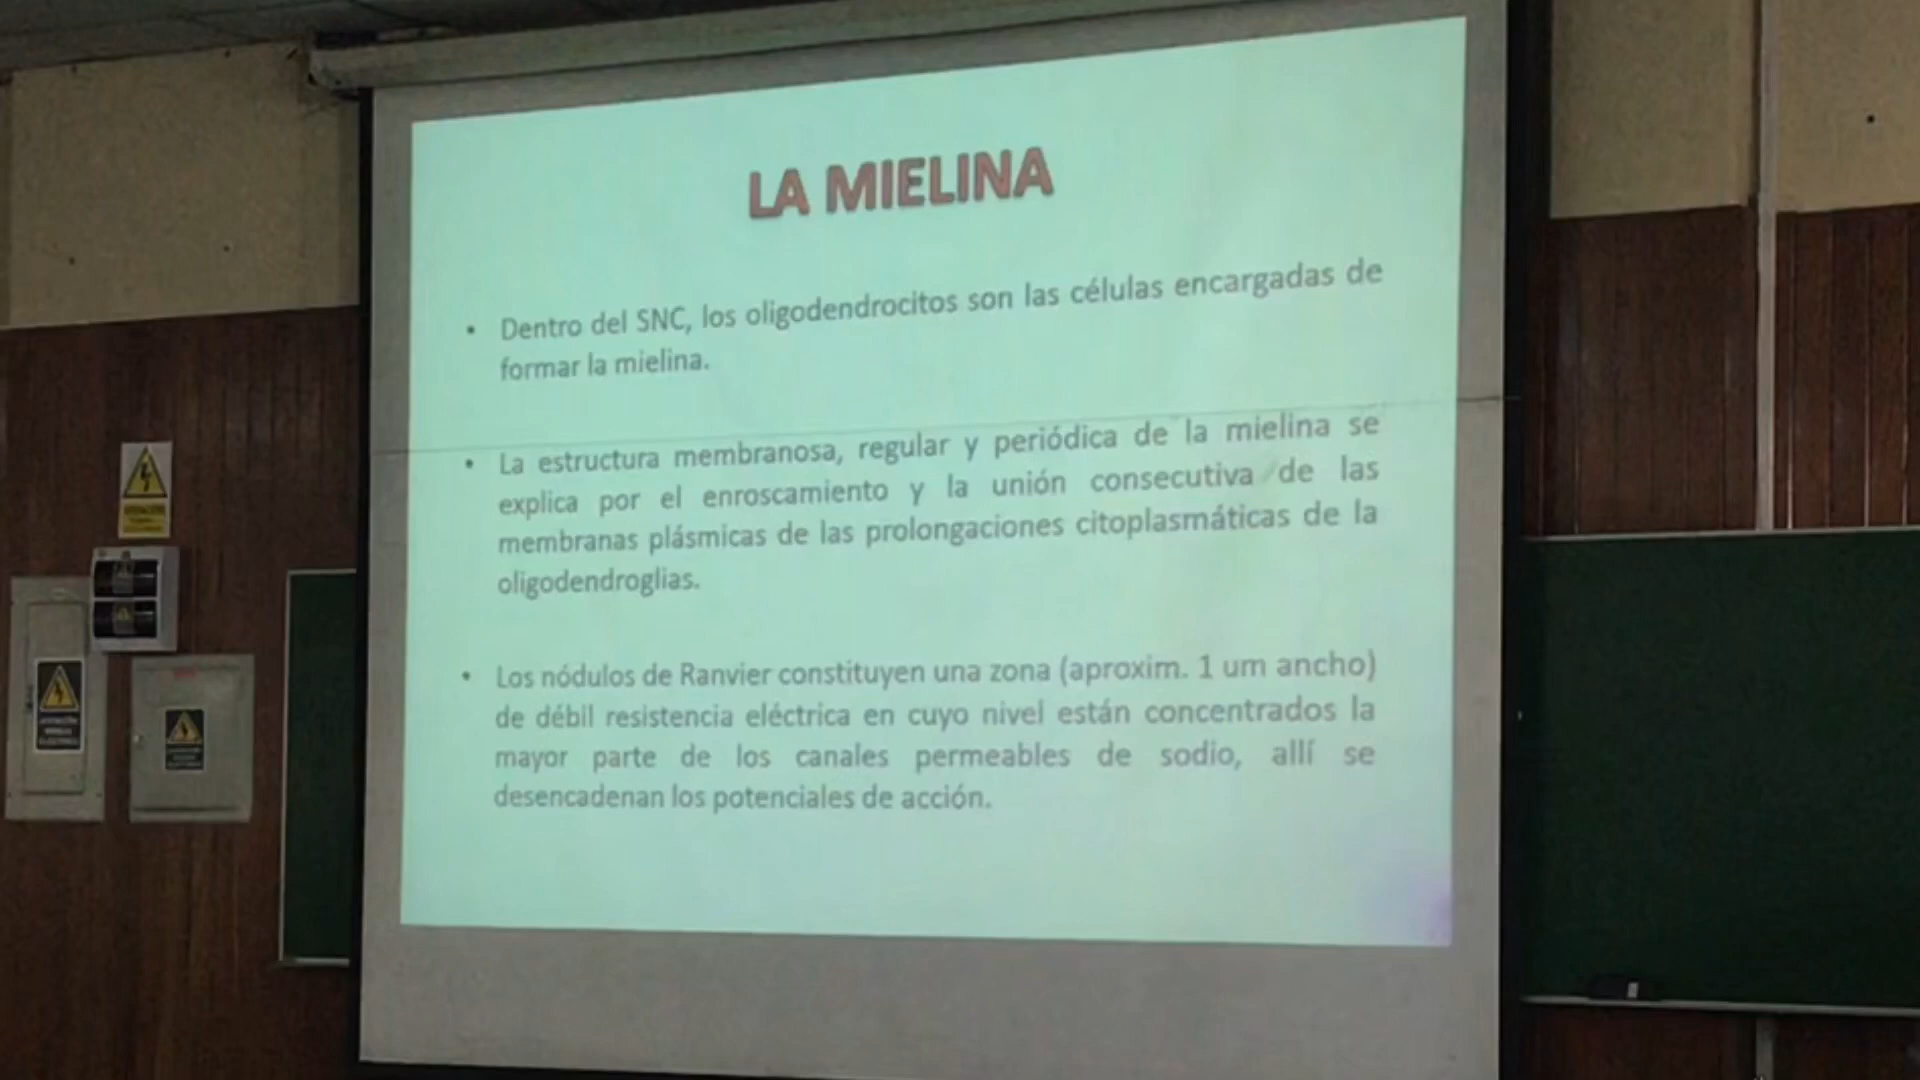 LA MIELINA
• Dentro del SNC, los oligodendrocitos son las células encargadas de
formar la mielina.
• La estructura membranosa, regular y periódica de la mielina se
explica por el enroscamiento y la unión consecutiva de las
membranas plásmicas de las prolongaciones citoplasmáticas de la
oligodendroglias.
• Los nódulos de Ranvier constituyen una zona (aproxim. 1 um ancho)
de débil resistencia eléctrica en cuyo nivel están concentrados la
mayor parte de los canales permeables de sodio, allí se
desencadenan los potenciales de acción.